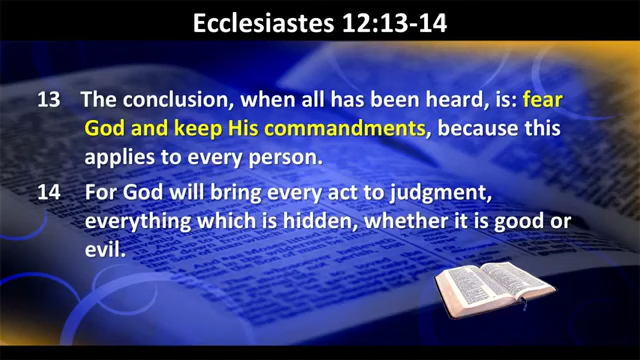 Ecclesiastes 12:13-14
13 The conclusion, when all has been heard, is: fear
God and keep His commandments, because this
applies to every person.
14 For God will bring every act to judgment,
everything which is hidden, whether it is good or
evil.